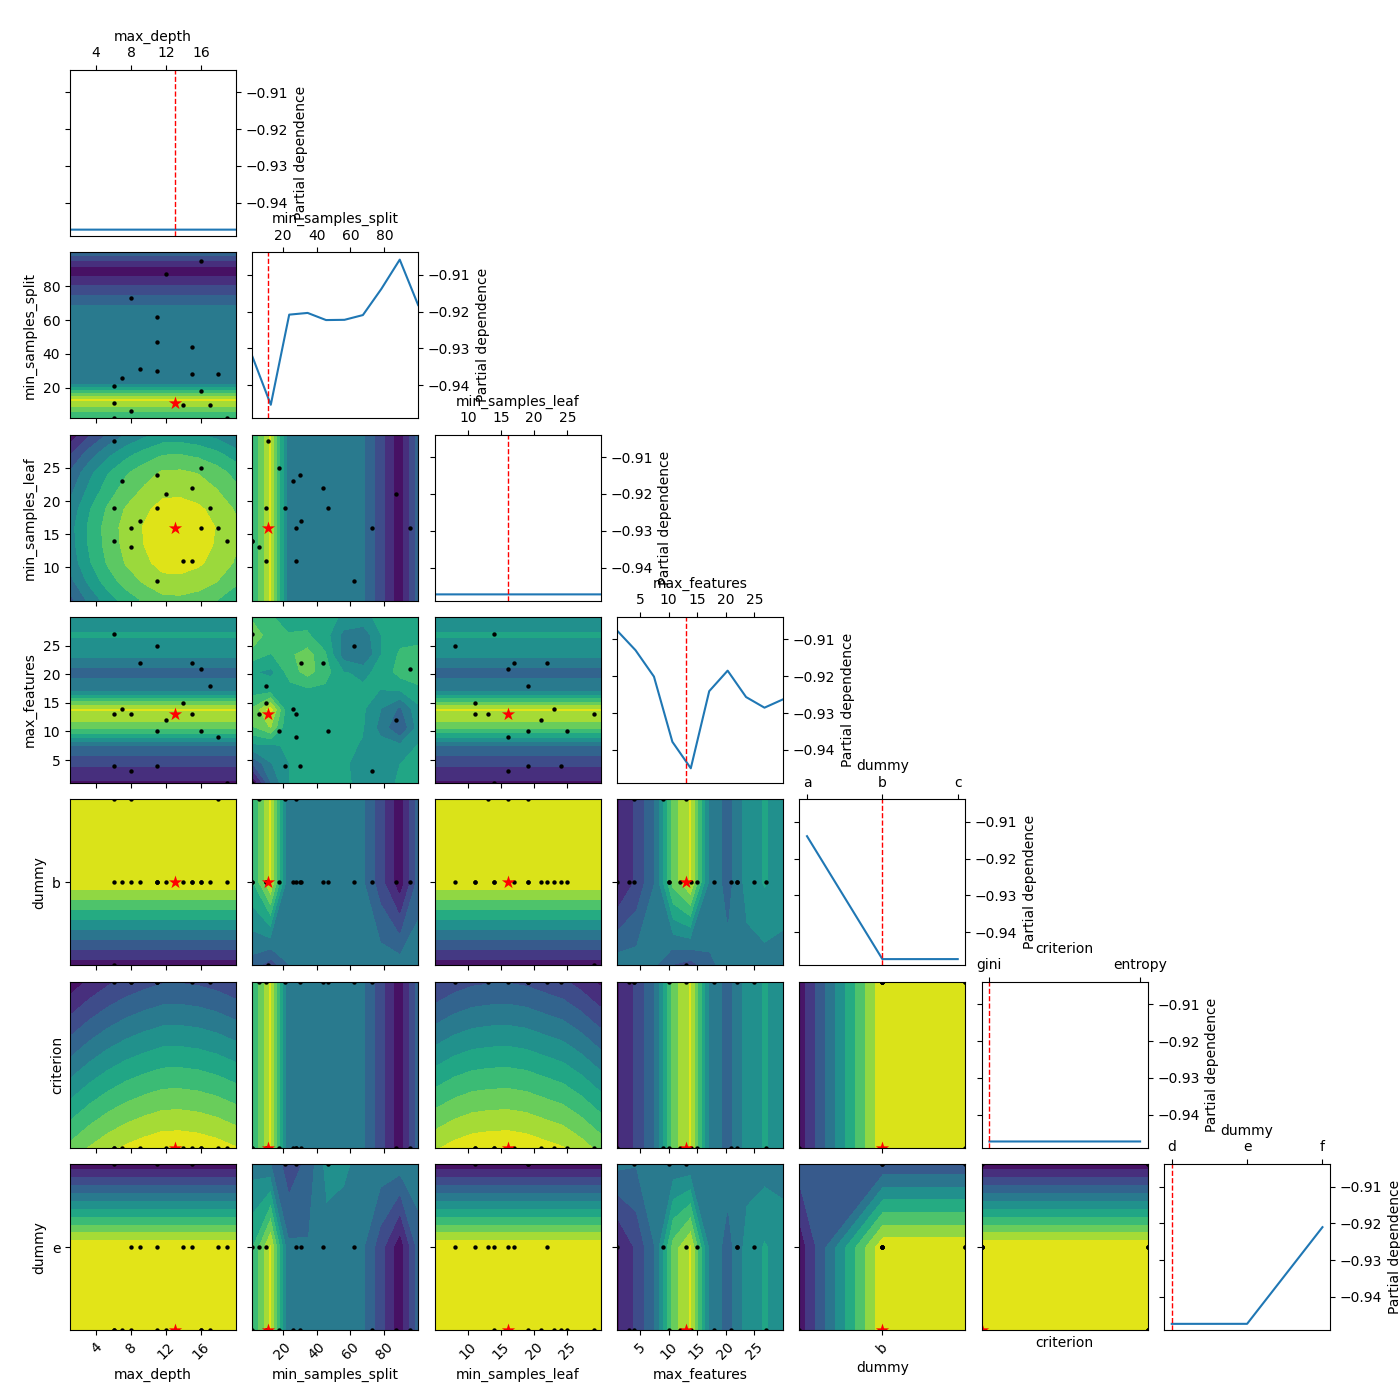 max_depth
4 8 12 16
−0.91
−0.92
−0.93
−0.94
Partial dependence
min_samples_split
20 40 60 80
min_samples_split
80
60
40
20
−0.91
−0.92
−0.93
−0.94
Partial dependence
min_samples_leaf
10 15 20 25
min_samples_leaf
25
20
15
10
−0.91
−0.92
−0.93
−0.94
Partial dependence
max_features
5 10 15 20 25
max_features
25
20
15
10
5
−0.91
−0.92
−0.93
−0.94
Partial dependence
dummy
a b c
dummy
b
−0.91
−0.92
−0.93
−0.94
Partial dependence
criterion
gini entropy
criterion
−0.91
−0.92
−0.93
−0.94
Partial dependence
dummy
d e f
dummy
e
−0.91
−0.92
−0.93
−0.94
Partial dependence
4 8 12 16
max_depth
20 40 60 80
min_samples_split
10 15 20 25
min_samples_leaf
5 10 15 20 25
max_features
b
dummy
criterion